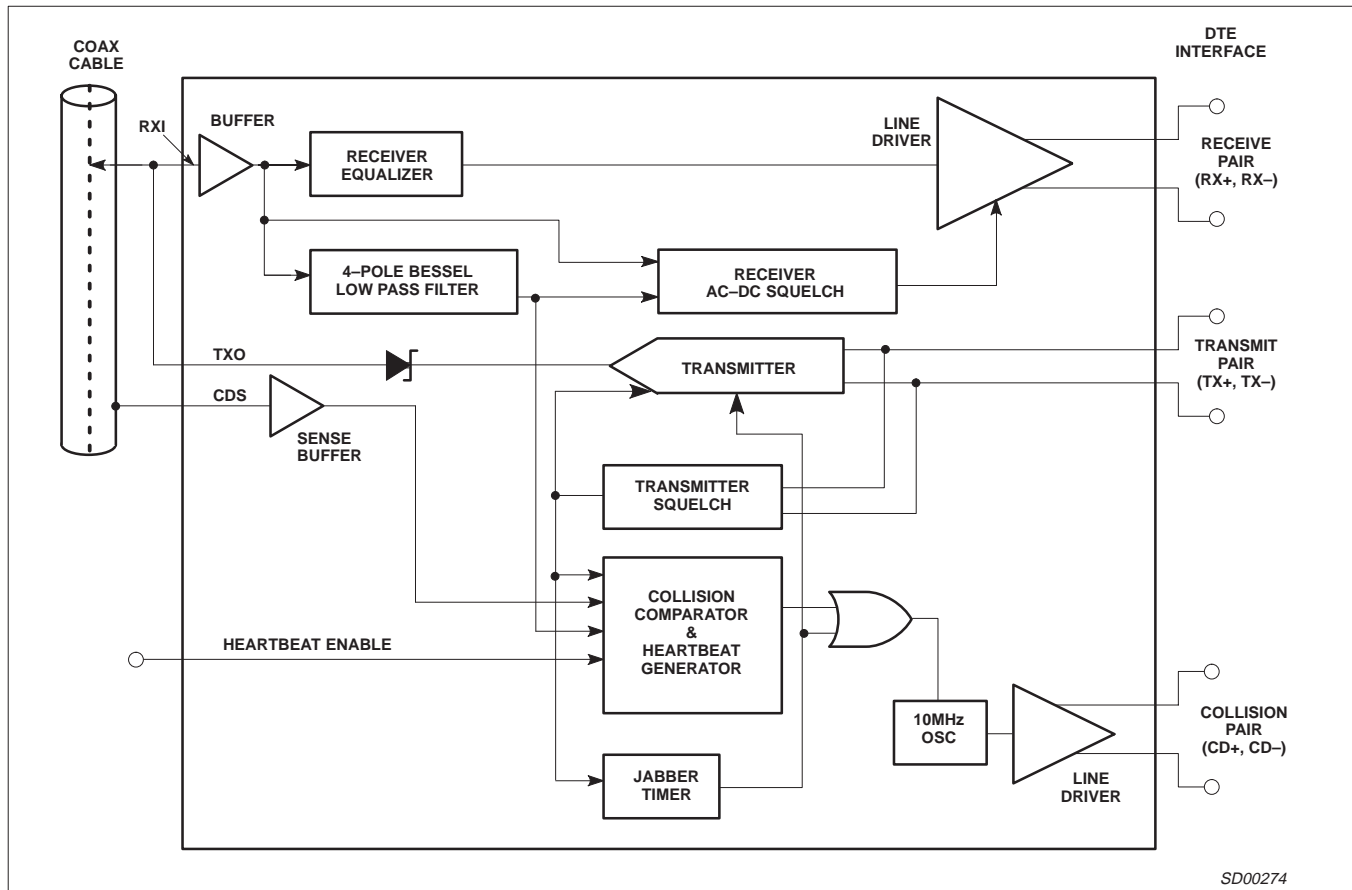 COAX
CABLE
DTE
INTERFACE
RXI
BUFFER
RECEIVER
EQUALIZER
LINE
DRIVER
RECEIVE
PAIR
(RX+, RX–)
4–POLE BESSEL
LOW PASS FILTER
RECEIVER
AC–DC SQUELCH
TXO
TRANSMITTER
TRANSMIT
PAIR
(TX+, TX–)
CDS
SENSE
BUFFER
TRANSMITTER
SQUELCH
COLLISION
COMPARATOR
&
HEARTBEAT
GENERATOR
HEARTBEAT ENABLE
10MHz
OSC
COLLISION
PAIR
(CD+, CD–)
LINE
DRIVER
JABBER
TIMER
SD00274